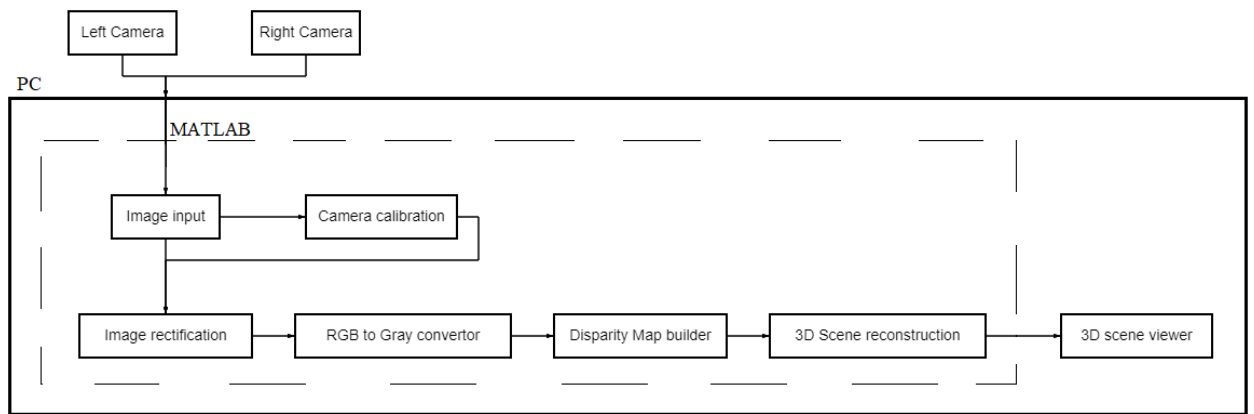 Left Camera
Right Camera
PC
MATLAB
Image input
Camera calibration
Image rectification
RGB to Gray convertor
Disparity Map builder
3D Scene reconstruction
3D scene viewer